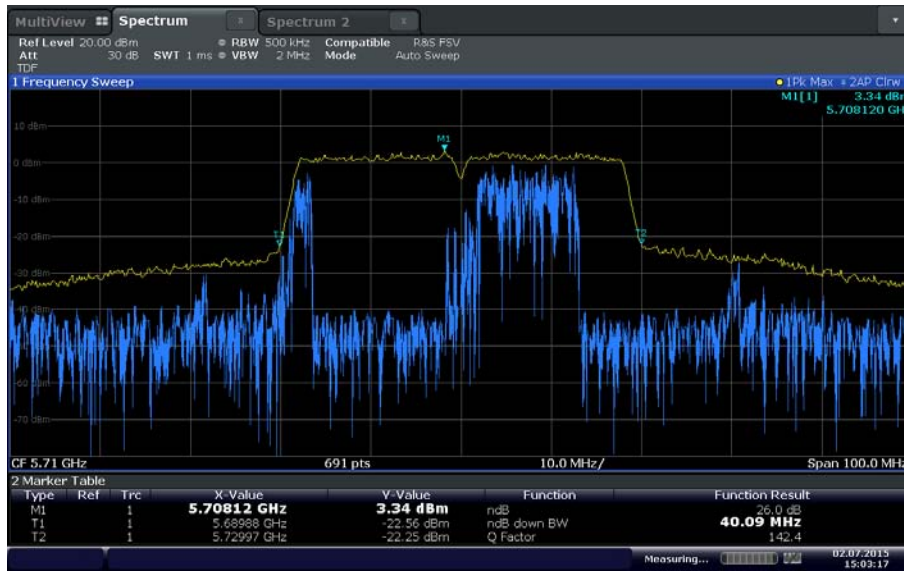 MultiView Spectrum x Spectrum 2 x
Ref Level 20.00 dBm RBW 500 kHz Compatible R&S FSV
Att 30 dB SWT 1 ms VBW 2 MHz Mode Auto Sweep
TDF
1 Frequency Sweep 1Pk Max 2AP Clrw
M1[1] 3.34 dBm
5.708120 GH
10 dBm
M1
0 dBm
-10 dBm
-20 dBm
T1 T2
-30 dBm
-40 dBm
-60 dBm
-70 dBm
CF 5.71 GHz 691 pts 10.0 MHz/ Span 100.0 MHz
2 Marker Table
Type Ref Trc X-Value Y-Value Function Function Result
M1 1 5.70812 GHz 3.34 dBm ndB 26.0 dB
T1 1 5.68988 GHz -22.56 dBm ndB down BW 40.09 MHz
T2 1 5.72997 GHz -22.25 dBm Q Factor 142.4
Measuring... 02.07.2015
15:03:17